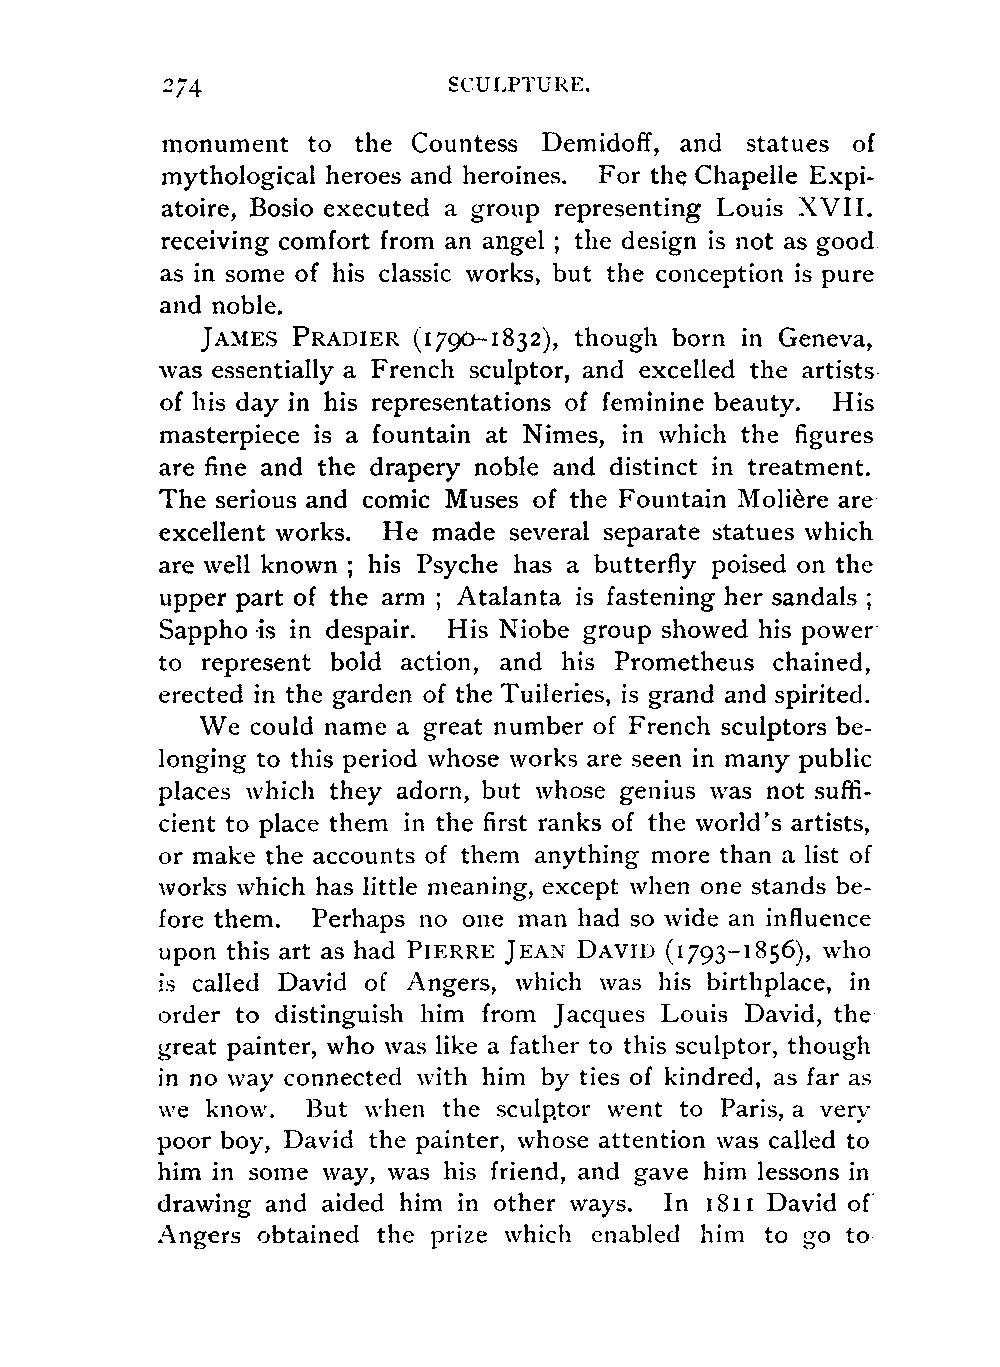 274 SCULPTURE.
monument to the Countess Demidoff, and statues of
mythological heroes and heroines. For the Chapelle Expi-
atoire, Bosio executed a group representing Louis XVII.
receiving comfort from an angel ; the design is not as good
as in some of his classic works, but the conception is pure
and noble.
JAMES PRADIER (1790–1832), though born in Geneva,
was essentially a French sculptor, and excelled the artists
of his day in his representations of feminine beauty. His
masterpiece is a fountain at Nimes, in which the figures
are fine and the drapery noble and distinct in treatment.
The serious and comic Muses of the Fountain Molière are
excellent works. He made several separate statues which
are well known ; his Psyche has a butterfly poised on the
upper part of the arm ; Atalanta is fastening her sandals ;
Sappho is in despair. His Niobe group showed his power
to represent bold action, and his Prometheus chained,
erected in the garden of the Tuileries, is grand and spirited.
We could name a great number of French sculptors be-
longing to this period whose works are seen in many public
places which they adorn, but whose genius was not suffi-
cient to place them in the first ranks of the world's artists,
or make the accounts of them anything more than a list of
works which has little meaning, except when one stands be-
fore them. Perhaps no one man had so wide an influence
upon this art as had PIERRE JEAN DAVID (1793–1856), who
is called David of Angers, which was his birthplace, in
order to distinguish him from Jacques Louis David, the
great painter, who was like a father to this sculptor, though
in no way connected with him by ties of kindred, as far as
we know. But when the sculptor went to Paris, a very
poor boy, David the painter, whose attention was called to
him in some way, was his friend, and gave him lessons in
drawing and aided him in other ways. In 1811 David of
Angers obtained the prize which enabled him to go to